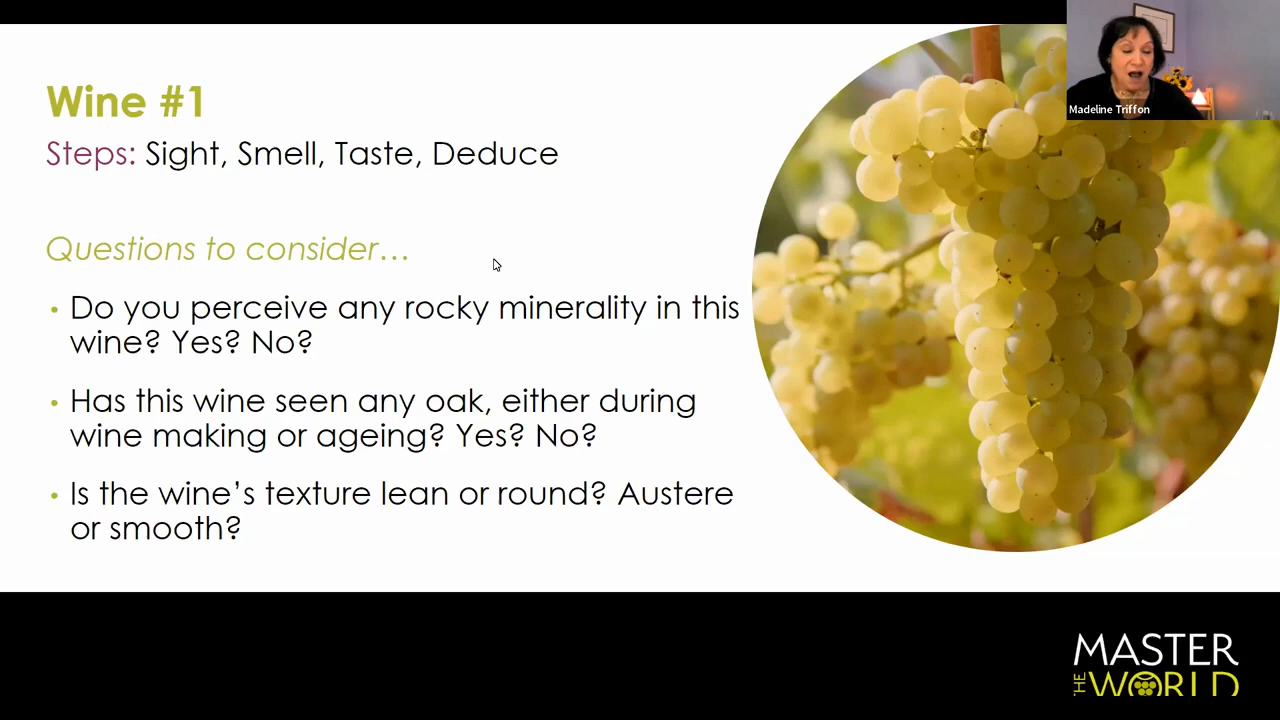 Wine #1
Steps: Sight, Smell, Taste, Deduce
Questions to consider…
• Do you perceive any rocky minerality in this
wine? Yes? No?
• Has this wine seen any oak, either during
wine making or ageing? Yes? No?
• Is the wine’s texture lean or round? Austere
or smooth?
Madeline Triffon
MASTER
THE WORLD